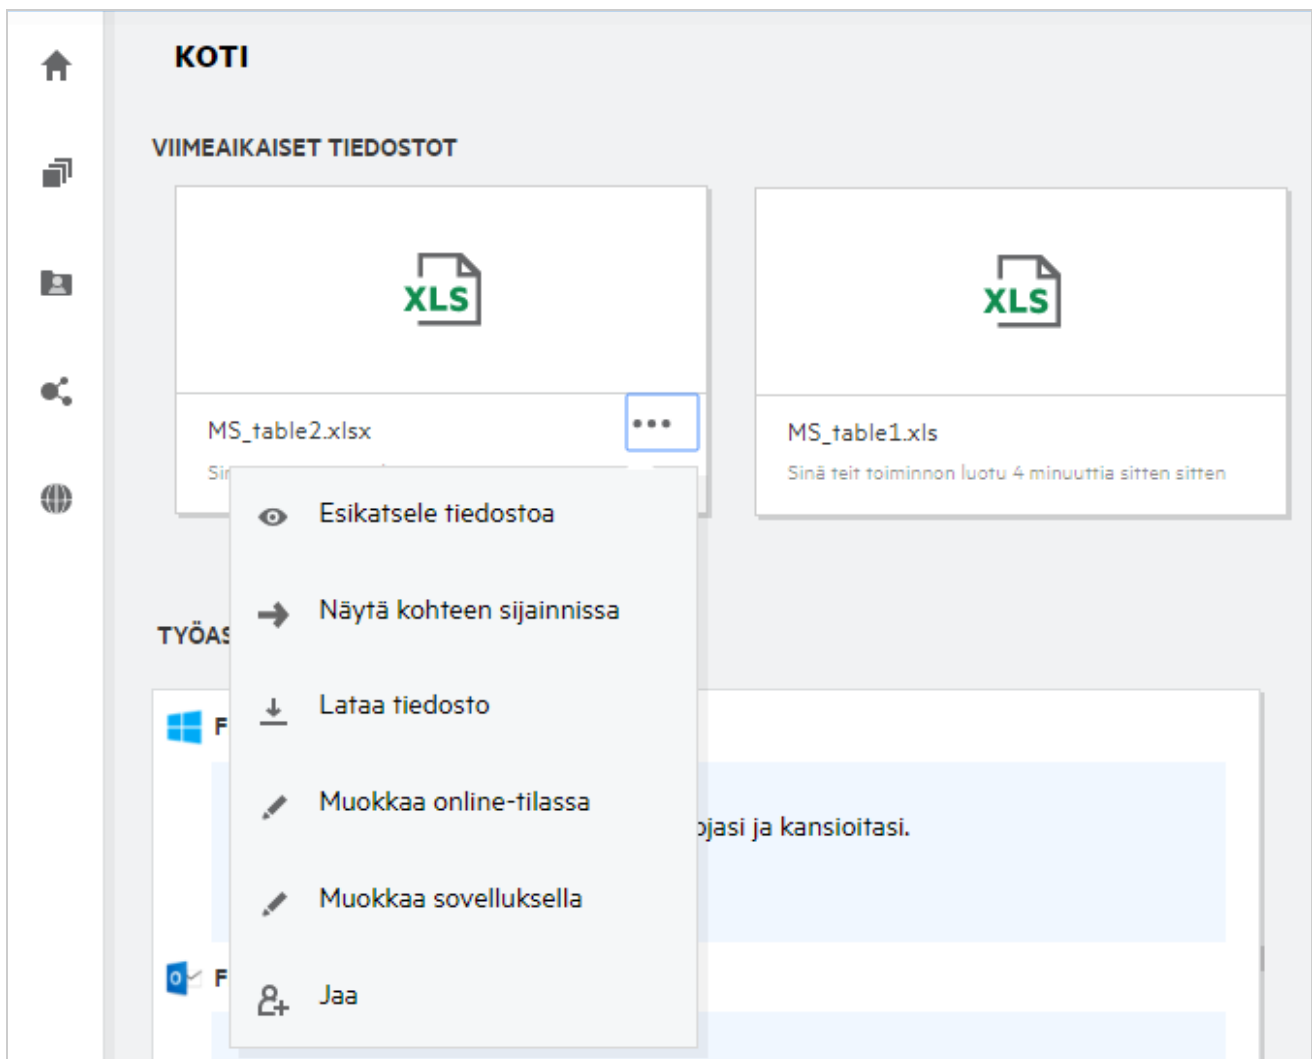 KOTI
VIIMEAIKAISET TIEDOSTOT
XLS
XLS
MS_table2.xlsx
MS_table1.xls
Sinä teit toiminnon luotu 4 minuuttia sitten sitten
Esikatsele tiedostoa
Näytä kohteen sijainnissa
Lataa tiedosto
Muokkaa online-tilassa
ja kansioitasi.
Muokkaa sovelluksella
Jaa